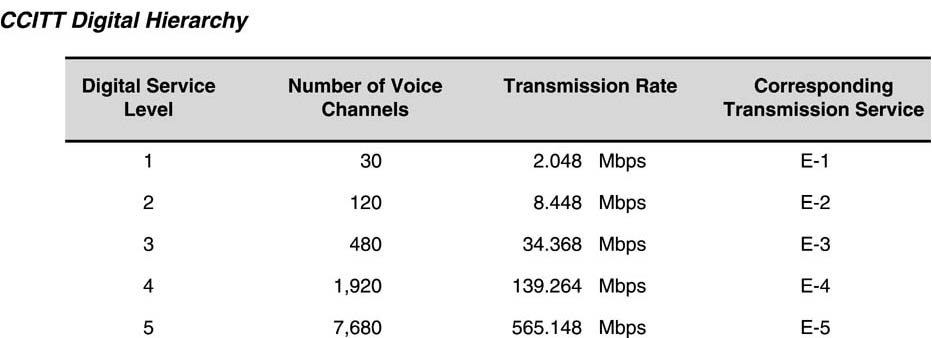 CCITT Digital Hierarchy
Digital Service Level Number of Voice Channels Transmission Rate Corresponding Transmission Service
1 30 2.048 Mbps E-1
2 120 8.448 Mbps E-2
3 480 34.368 Mbps E-3
4 1,920 139.264 Mbps E-4
5 7,680 565.148 Mbps E-5